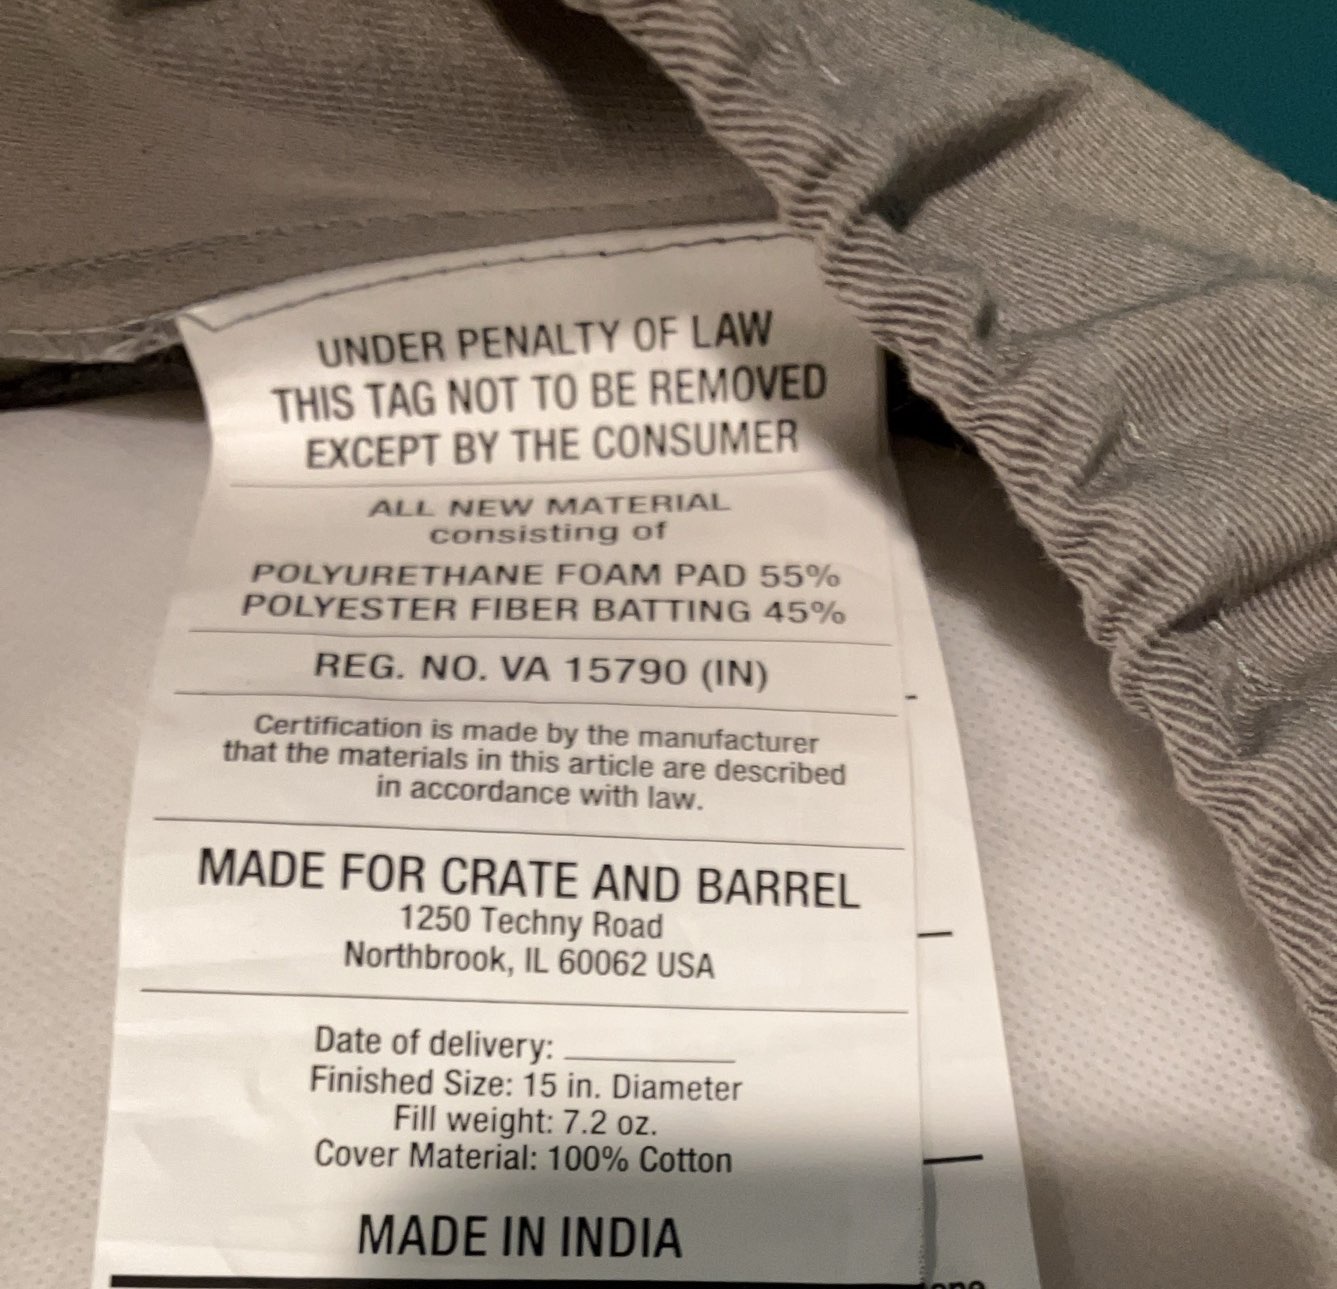 UNDER PENALTY OF LAW
THIS TAG NOT TO BE REMOVED
EXCEPT BY THE CONSUMER
ALL NEW MATERIAL
consisting of
POLYURETHANE FOAM PAD 55%
POLYESTER FIBER BATTING 45%
REG. NO. VA 15790 (IN)
Certification is made by the manufacturer
that the materials in this article are described
in accordance with law.
MADE FOR CRATE AND BARREL
1250 Techny Road
Northbrook, IL 60062 USA
Date of delivery: __________
Finished Size: 15 in. Diameter
Fill weight: 7.2 oz.
Cover Material: 100% Cotton
MADE IN INDIA